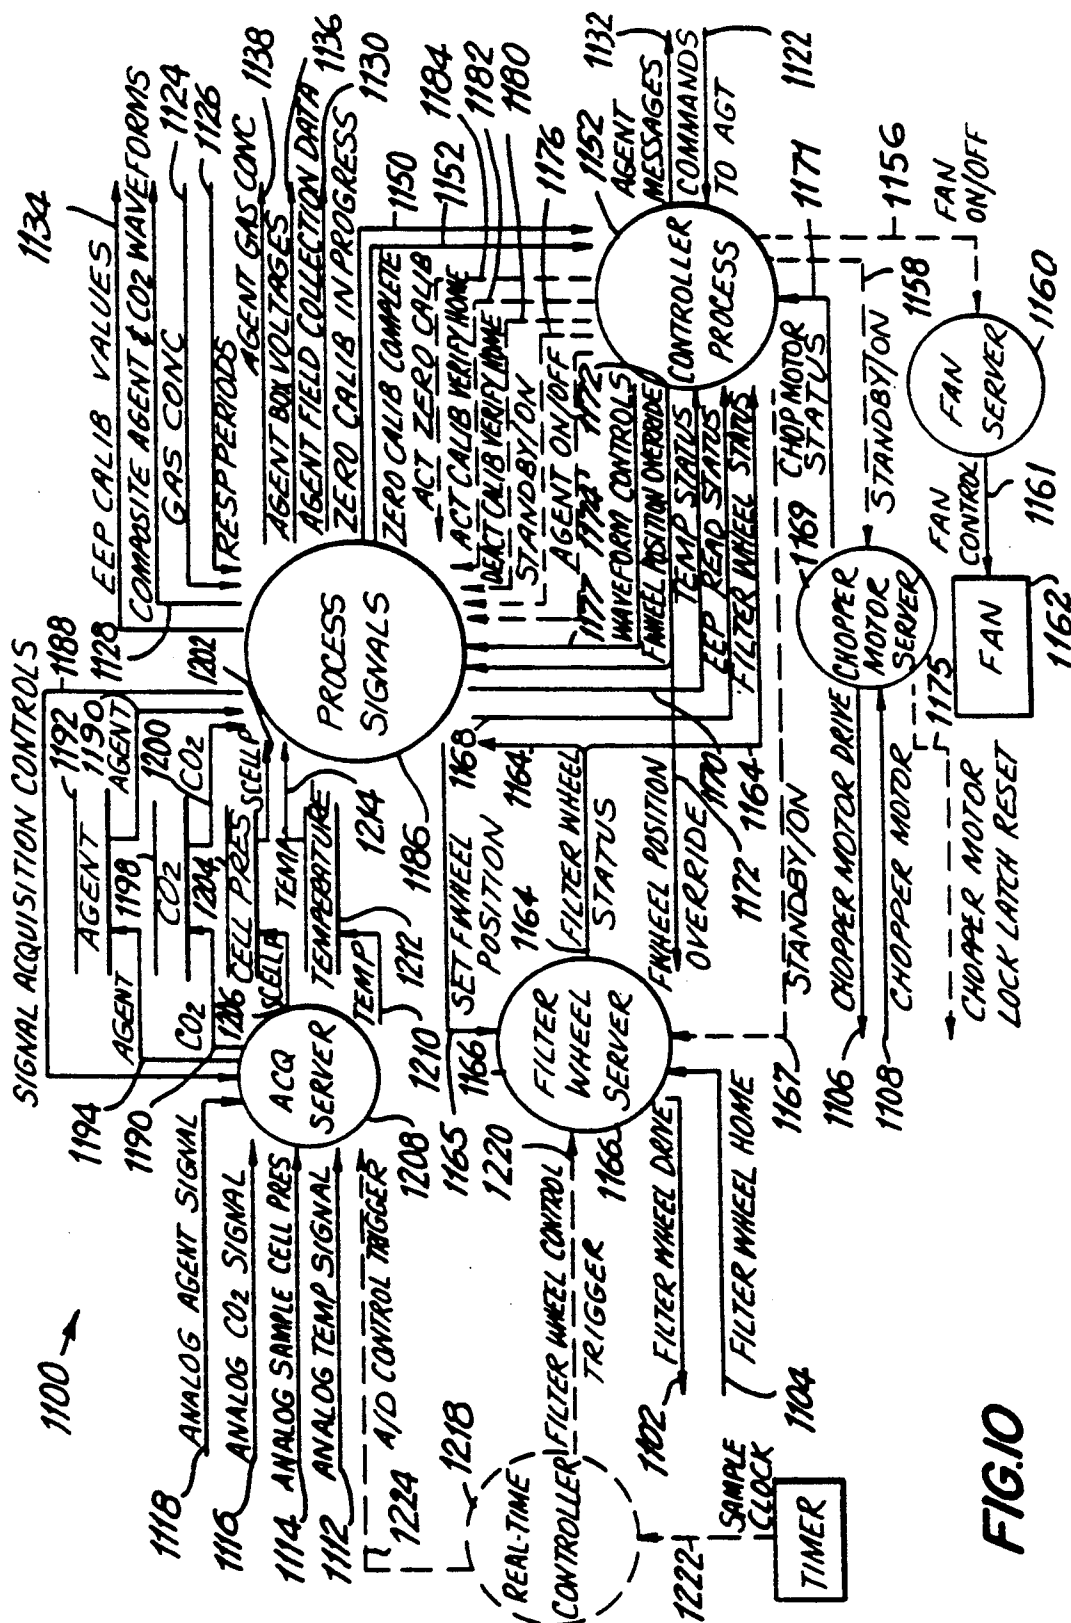 FIG.10
1100
SIGNAL ACQUISITION CONTROLS
1188
1134
EEP CALIB VALUES
COMPOSITE AGENT & CO2 WAVEFORMS
1124
GAS CONC
1126
RESP PERIODS
1128
AGENT GAS CONC
1138
AGENT BOX VOLTAGES
1136
AGENT FIELD COLLECTION DATA
1130
ZERO CALIB IN PROGRESS
ZERO CALIB COMPLETE
1150
1152
ACT ZERO CALIB
1184
ACT CALIB VERIFY HOME
1182
DEACT CALIB VERIFY HOME
1180
STANDBY/ON
1176
AGENT ON/OFF
1174
1177
1172
1192
1190
AGENT
AGENT
1198
1200
CO2
CO2
1202
1204
CELL PRES
SCELLP
TEMA
1214
TEMPERATURE
1212
TEMP
1210
SCELLP
1206
CO2
AGENT
1194
1190
ACQ
SERVER
1208
PROCESS
SIGNALS
1186
1118
ANALOG AGENT SIGNAL
1116
ANALOG CO2 SIGNAL
1114
ANALOG SAMPLE CELL PRES
1112
ANALOG TEMP SIGNAL
A/D CONTROL TRIGGER
1224
1218
REAL-TIME
CONTROLLER
1222
SAMPLE
CLOCK
TIMER
FILTER WHEEL CONTROL
TRIGGER
1220
1165
1166
SET FWHEEL
POSITION
FILTER
WHEEL
SERVER
1166
1164
FILTER WHEEL
STATUS
1168
1164
FWHEEL POSITION
OVERRIDE
1170
1172
1164
STANDBY/ON
1167
FILTER WHEEL DRIVE
1102
FILTER WHEEL HOME
1104
WAVEFORM CONTROLS
FWHEEL POSITION OVERRIDE
TEMP STATUS
EEP READ STATUS
FILTER WHEEL STATUS
CONTROLLER
PROCESS
1152
AGENT
MESSAGES
1132
COMMANDS
TO AGT
1122
1171
CHOP MOTOR
STATUS
1169
STANDBY/ON
1158
1156
FAN
ON/OFF
FAN
SERVER
1160
FAN
CONTROL
1161
FAN
1162
CHOPPER
MOTOR
SERVER
1175
CHOPPER MOTOR DRIVE
1106
CHOPPER MOTOR
1108
CHOPPER MOTOR
LOCK LATCH RESET